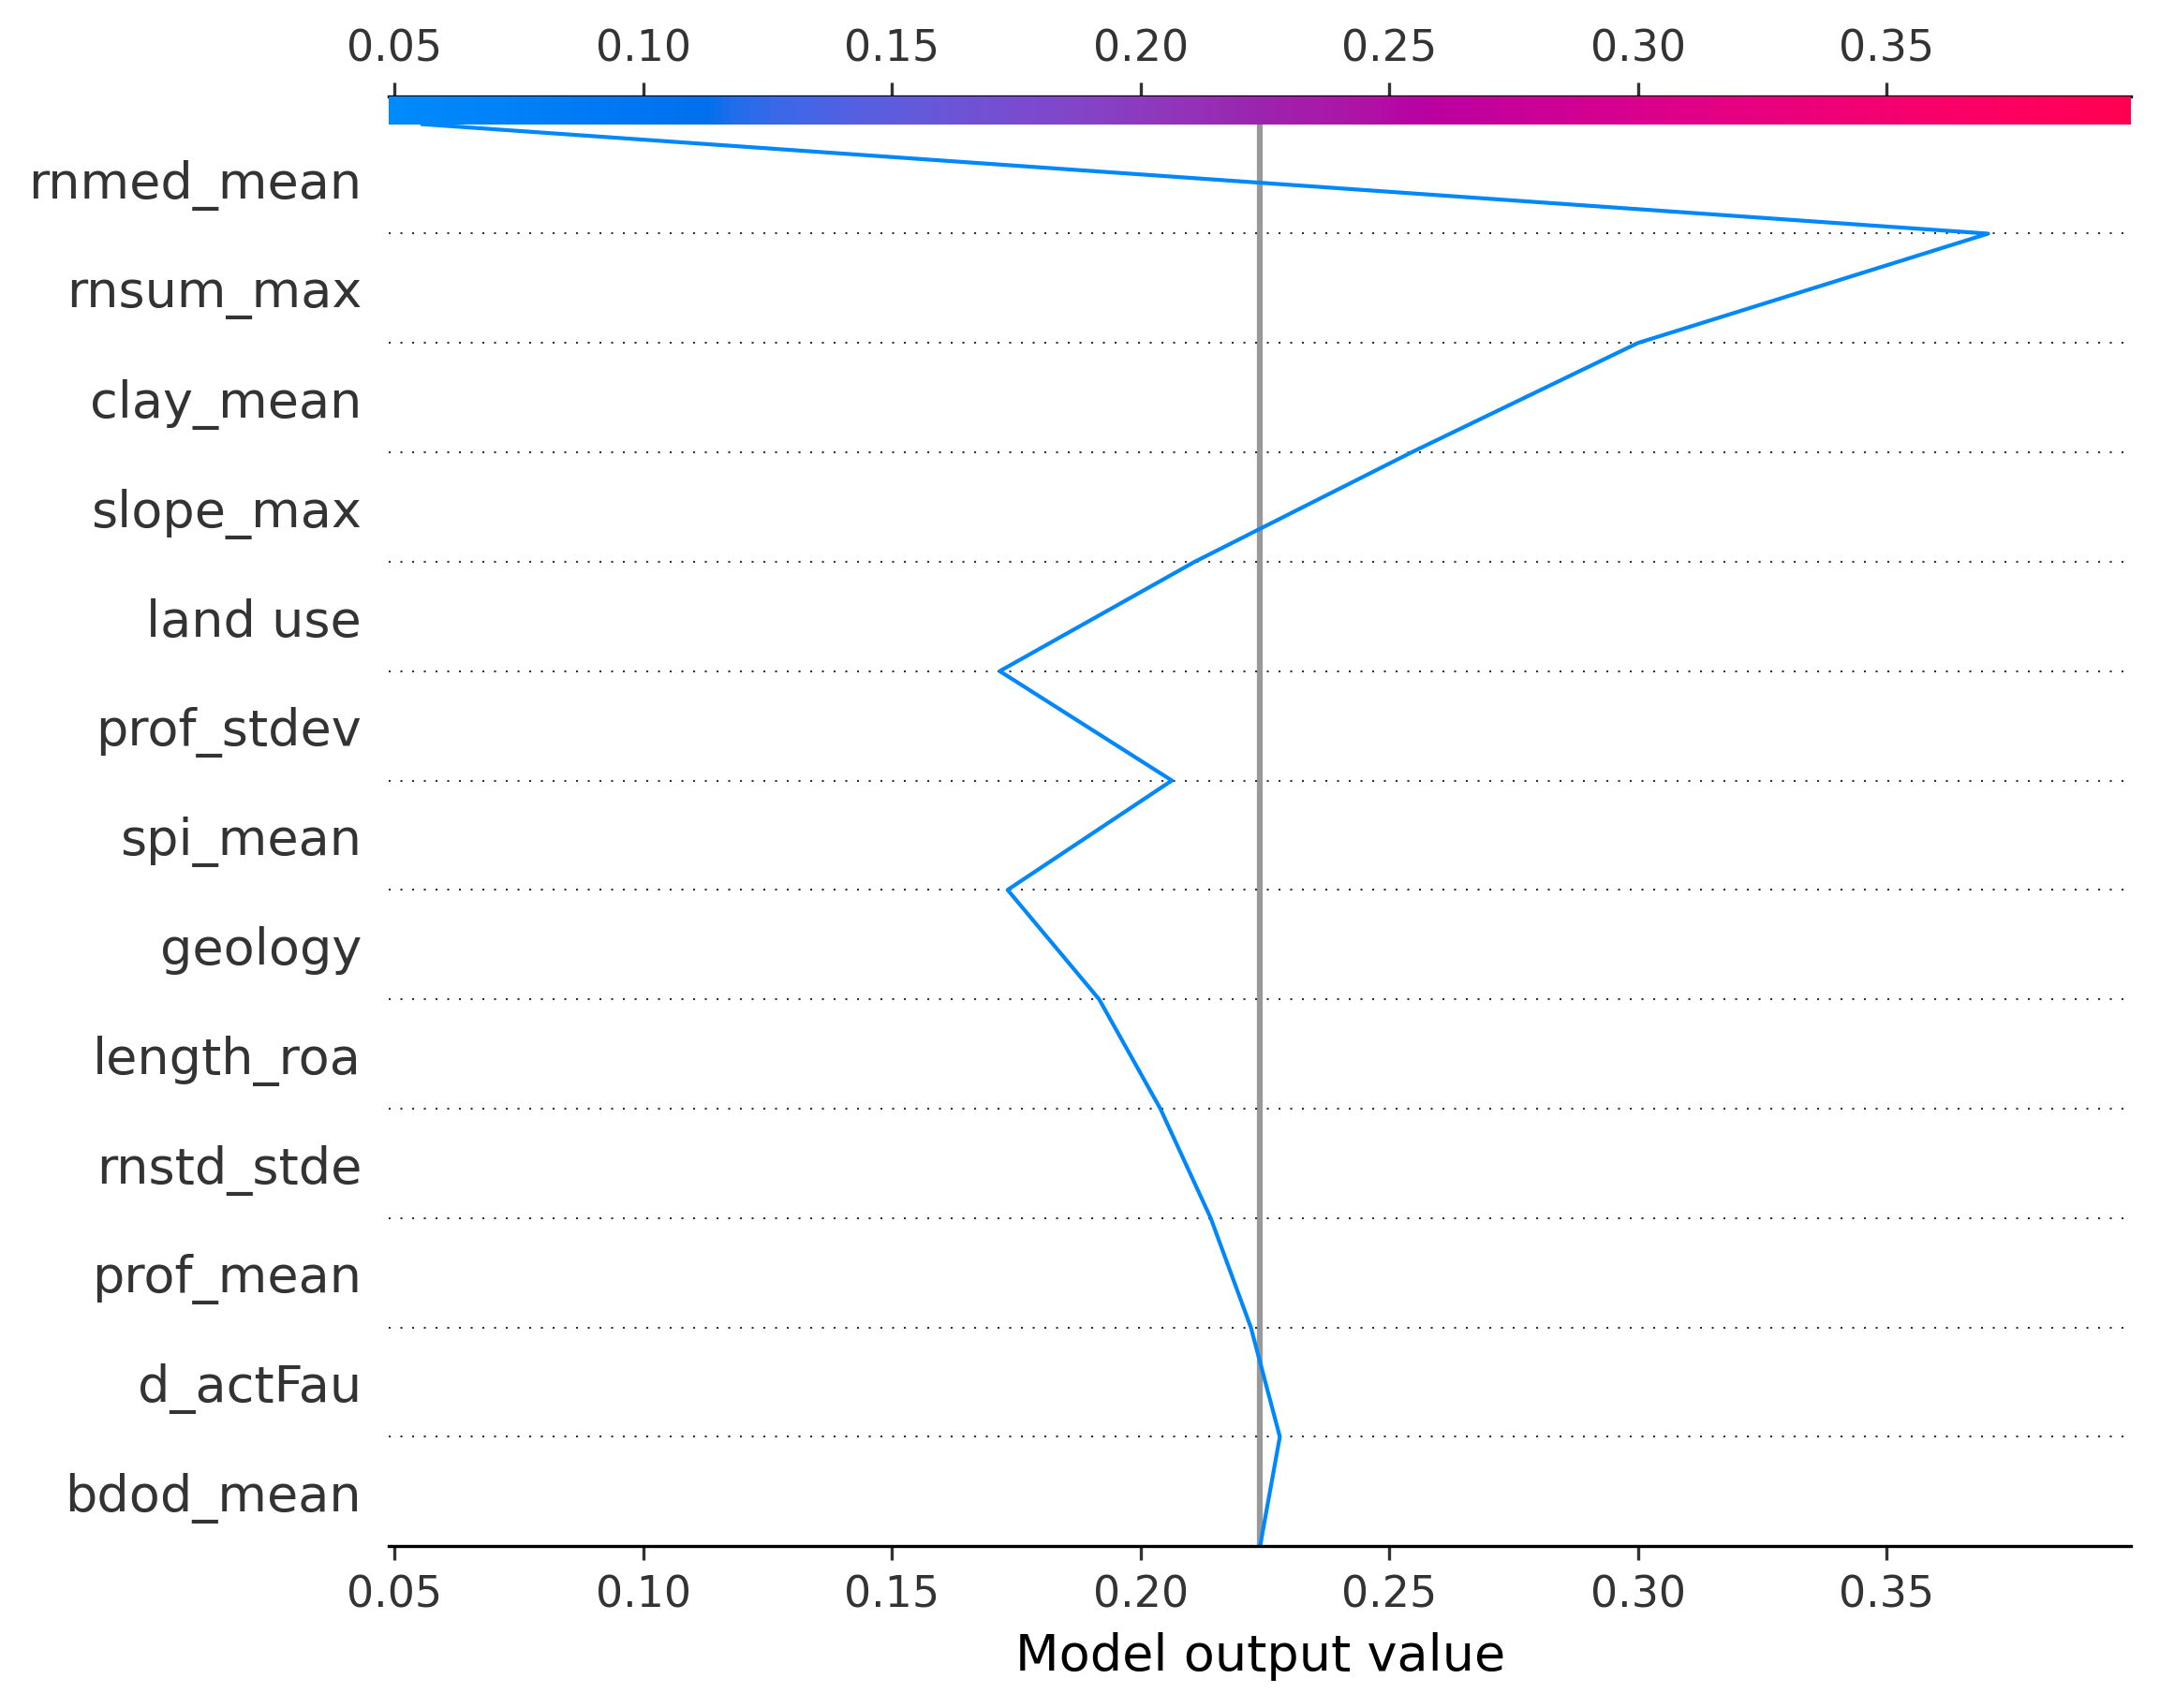 0.05 0.10 0.15 0.20 0.25 0.30 0.35
rnmed_mean
rnsum_max
clay_mean
slope_max
land use
prof_stdev
spi_mean
geology
length_roa
rnstd_stde
prof_mean
d_actFau
bdod_mean
0.05 0.10 0.15 0.20 0.25 0.30 0.35
Model output value